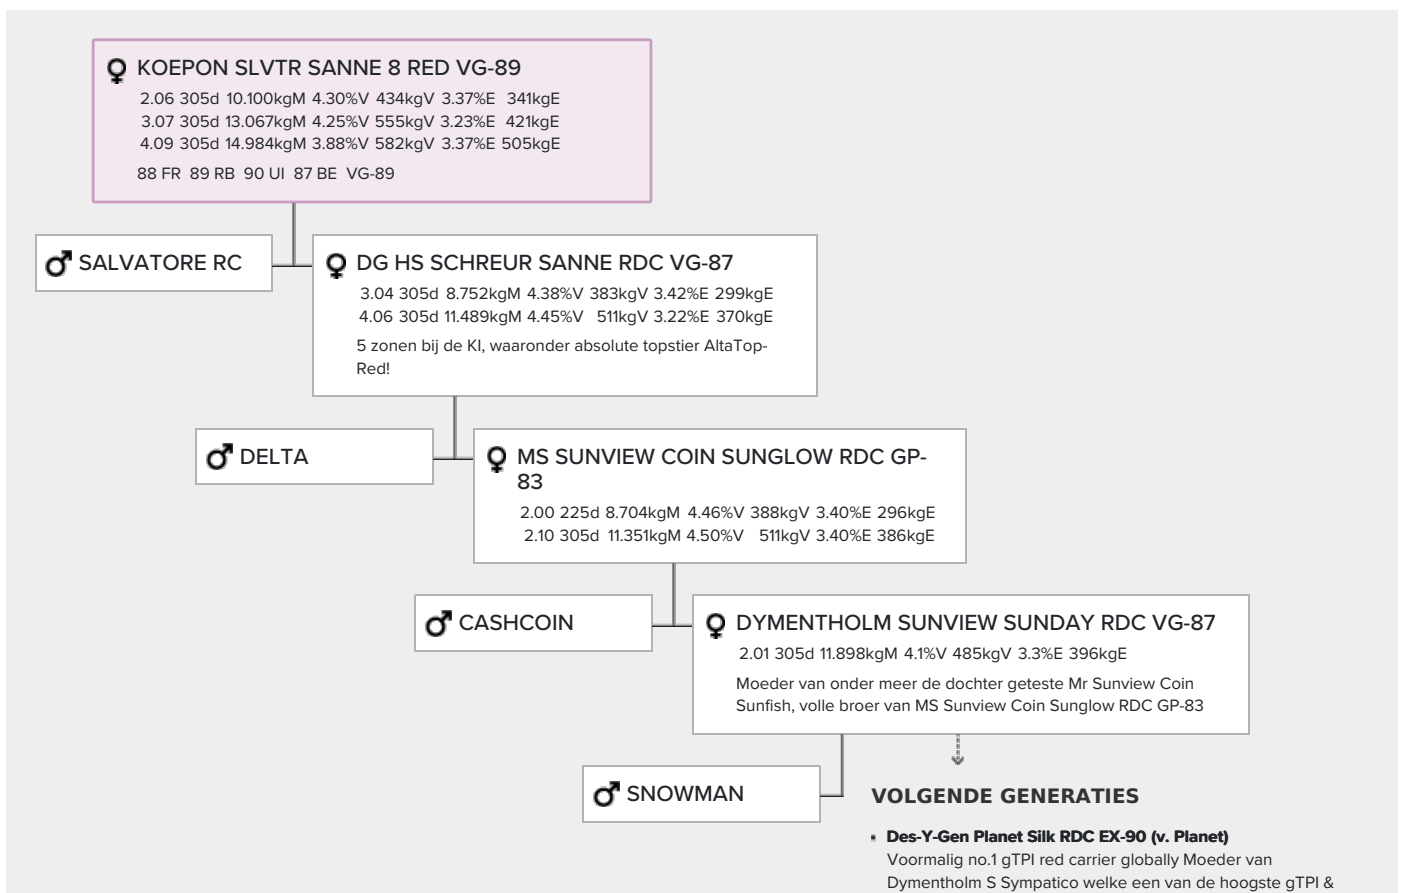 KOEPON SLVTR SANNE 8 RED VG-89
2.06 305d 10.100kgM 4.30%V 434kgV 3.37%E 341kgE
3.07 305d 13.067kgM 4.25%V 555kgV 3.23%E 421kgE
4.09 305d 14.984kgM 3.88%V 582kgV 3.37%E 505kgE
88 FR 89 RB 90 UI 87 BE VG-89
SALVATORE RC
DG HS SCHREUR SANNE RDC VG-87
3.04 305d 8.752kgM 4.38%V 383kgV 3.42%E 299kgE
4.06 305d 11.489kgM 4.45%V 511kgV 3.22%E 370kgE
5 zonen bij de KI, waaronder absolute topstier AltaTop-
Red!
DELTA
MS SUNVIEW COIN SUNGLOW RDC GP-
83
2.00 225d 8.704kgM 4.46%V 388kgV 3.40%E 296kgE
2.10 305d 11.351kgM 4.50%V 511kgV 3.40%E 386kgE
CASHCOIN
DYMENTHOLM SUNVIEW SUNDAY RDC VG-87
2.01 305d 11.898kgM 4.1%V 485kgV 3.3%E 396kgE
Moeder van onder meer de dochter geteste Mr Sunview Coin
Sunfish, volle broer van MS Sunview Coin Sunglow RDC GP-83
SNOWMAN
VOLGENDE GENERATIES
▪ Des-Y-Gen Planet Silk RDC EX-90 (v. Planet)
Voormalig no.1 gTPI red carrier globally Moeder van
Dymentholm S Sympatico welke een van de hoogste gTPI &